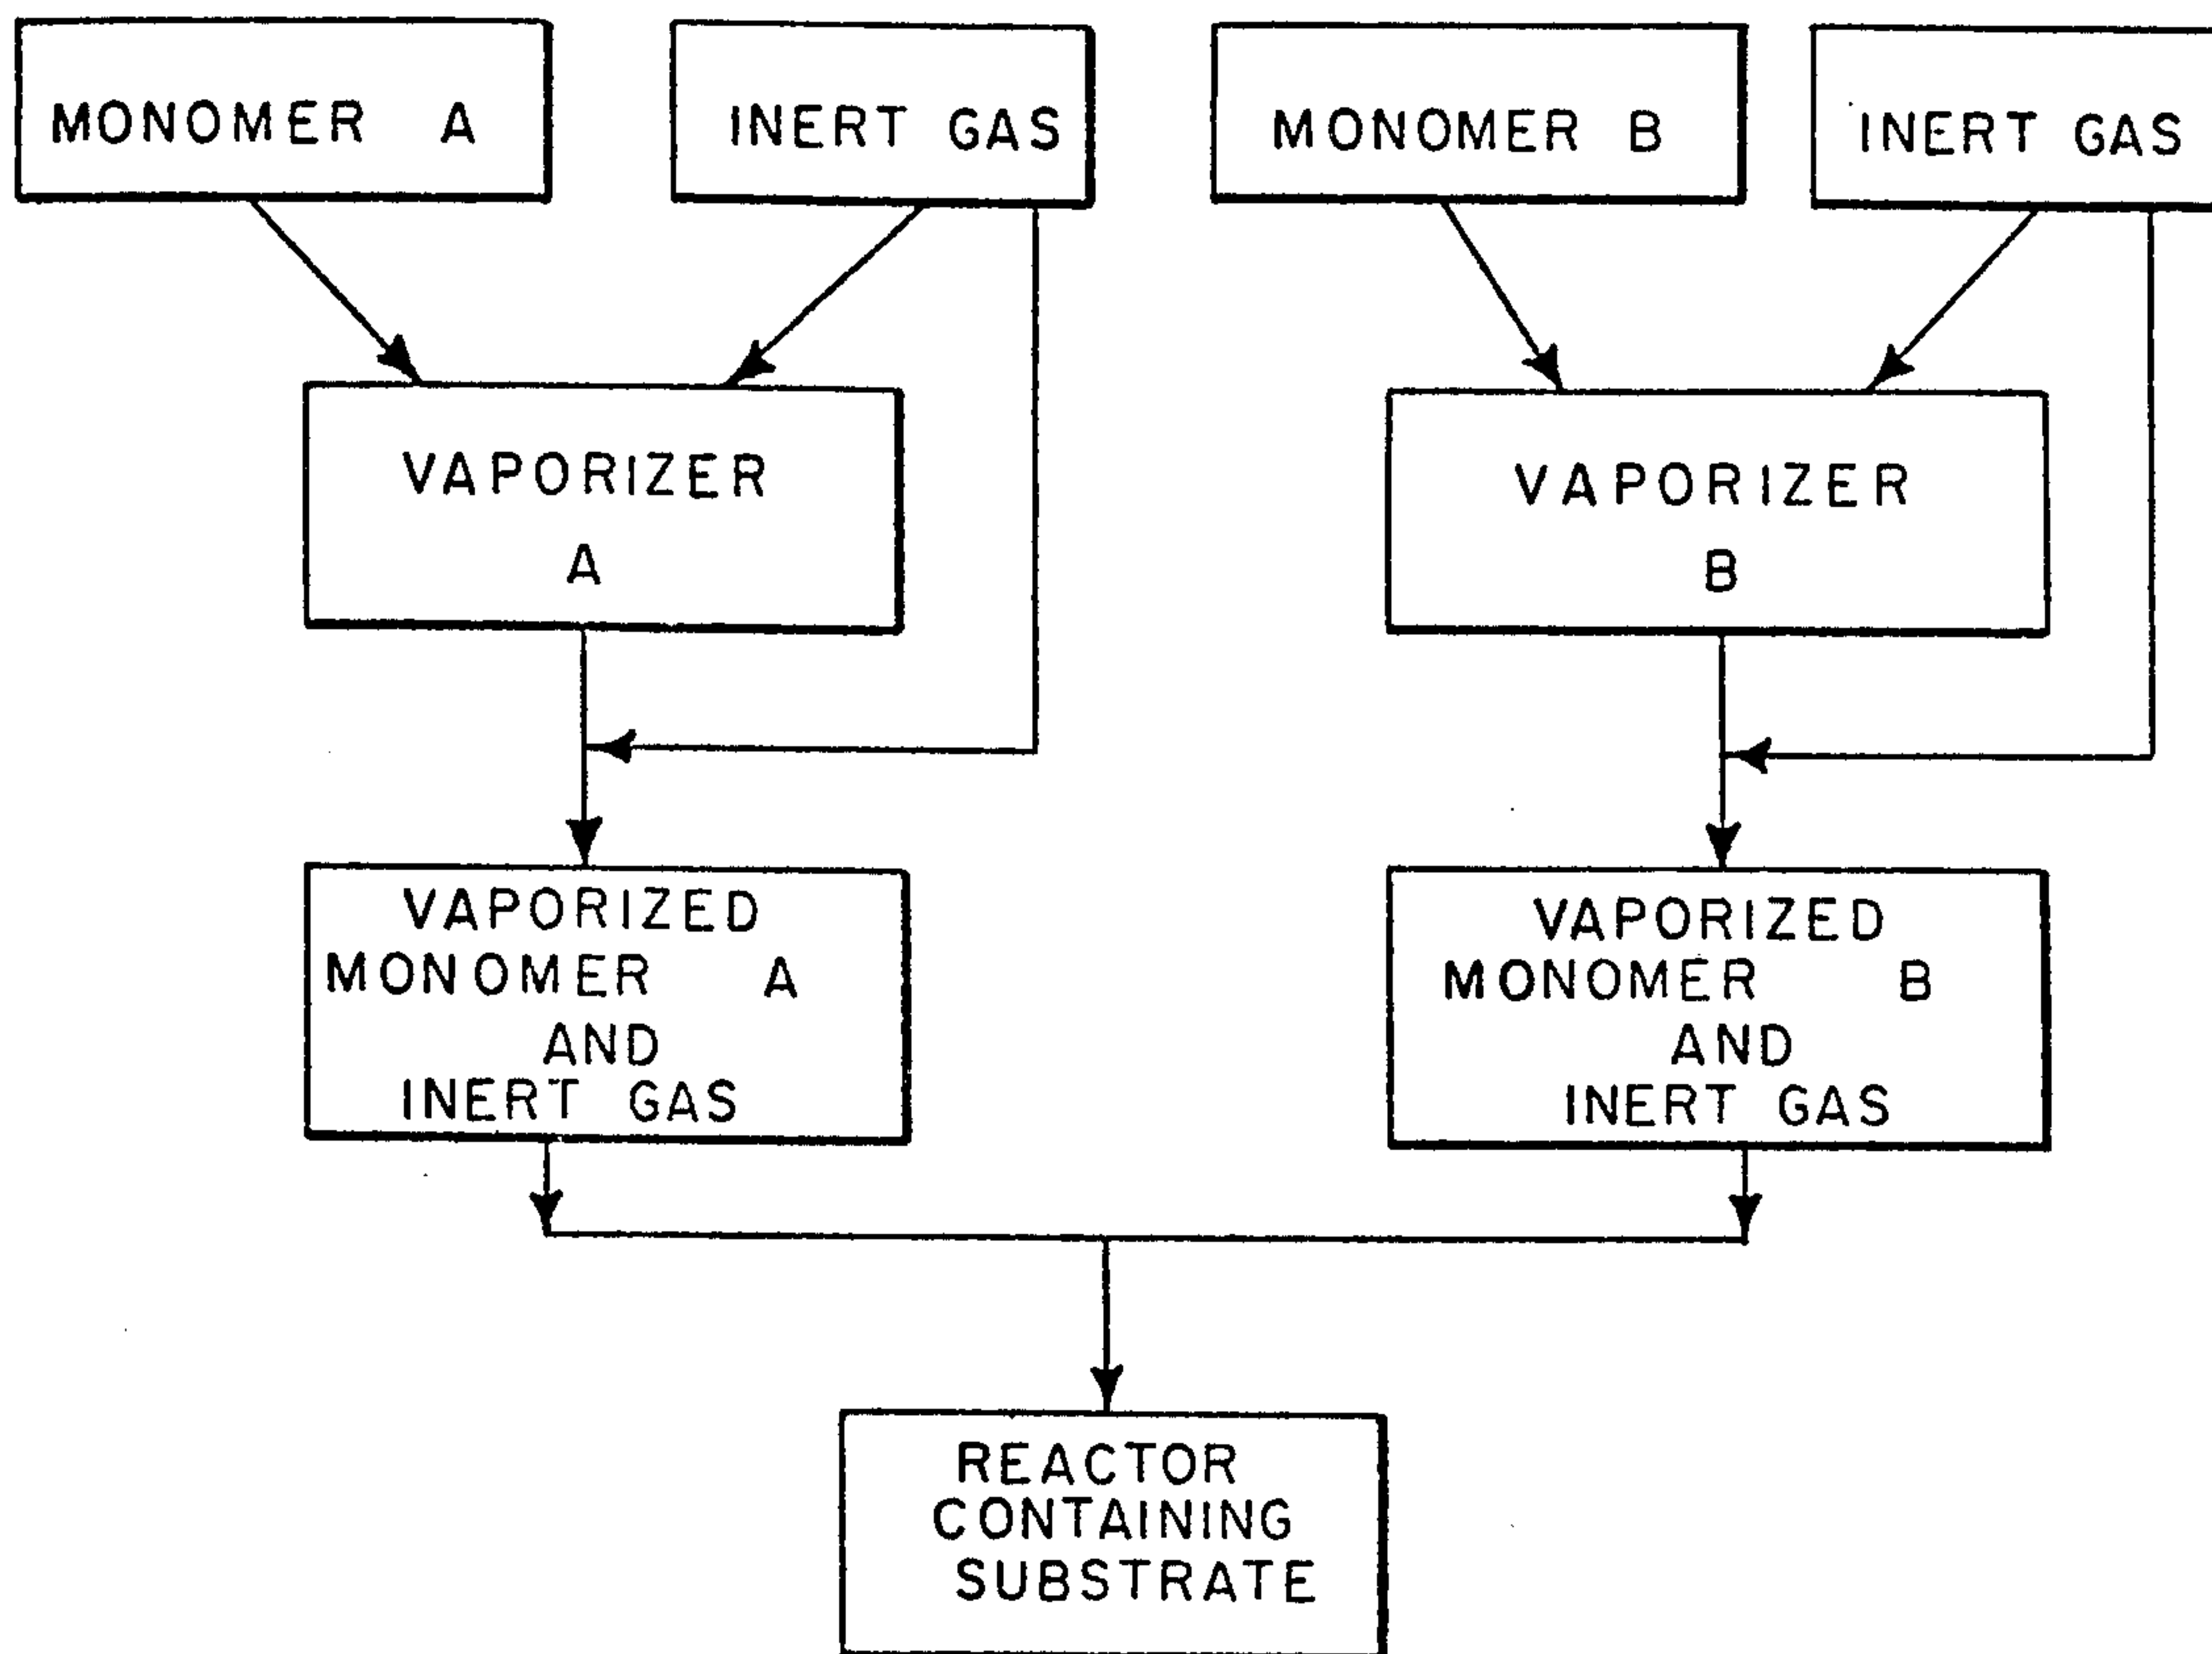 MONOMER A
INERT GAS
MONOMER B
INERT GAS
VAPORIZER
A
VAPORIZER
B
VAPORIZED
MONOMER A
AND
INERT GAS
VAPORIZED
MONOMER B
AND
INERT GAS
REACTOR
CONTAINING
SUBSTRATE